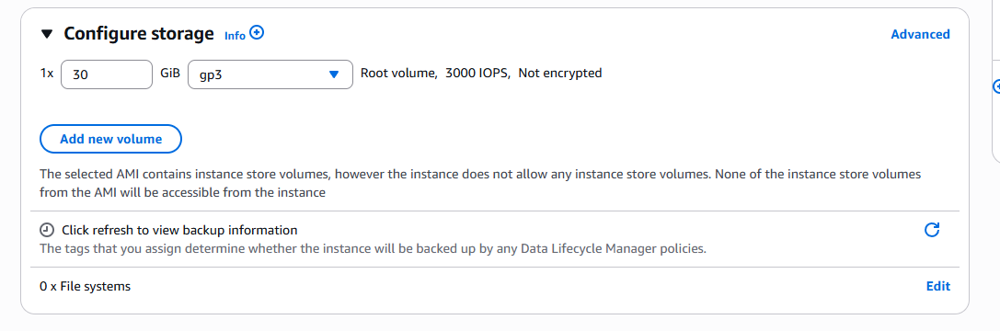 Configure storage Info Advanced
1x 30 GiB gp3 Root volume, 3000 IOPS, Not encrypted
Add new volume
The selected AMI contains instance store volumes, however the instance does not allow any instance store volumes. None of the instance store volumes
from the AMI will be accessible from the instance
Click refresh to view backup information
The tags that you assign determine whether the instance will be backed up by any Data Lifecycle Manager policies.
0 x File systems Edit